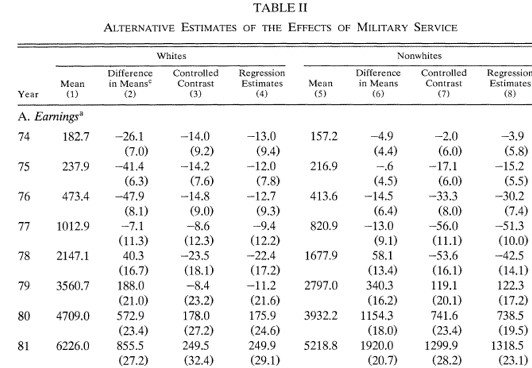 TABLE II
ALTERNATIVE ESTIMATES OF THE EFFECTS OF MILITARY SERVICE
Whites Nonwhites
Difference Controlled Regression Difference Controlled Regression
Mean in Meansᶜ Contrast Estimates Mean in Means Contrast Estimates
Year (1) (2) (3) (4) (5) (6) (7) (8)
A. Earningsᵃ
74 182.7 −26.1 −14.0 −13.0 157.2 −4.9 −2.0 −3.9
(7.0) (9.2) (9.4) (4.4) (6.0) (5.8)
75 237.9 −41.4 −14.2 −12.0 216.9 −.6 −17.1 −15.2
(6.3) (7.6) (7.8) (4.5) (6.0) (5.5)
76 473.4 −47.9 −14.8 −12.7 413.6 −14.5 −33.3 −30.2
(8.1) (9.0) (9.3) (6.4) (8.0) (7.4)
77 1012.9 −7.1 −8.6 −9.4 820.9 −13.0 −56.0 −51.3
(11.3) (12.3) (12.2) (9.1) (11.1) (10.0)
78 2147.1 40.3 −23.5 −22.4 1677.9 58.1 −53.6 −42.5
(16.7) (18.1) (17.2) (13.4) (16.1) (14.1)
79 3560.7 188.0 −8.4 −11.2 2797.0 340.3 119.1 122.3
(21.0) (23.2) (21.6) (16.2) (20.1) (17.2)
80 4709.0 572.9 178.0 175.9 3932.2 1154.3 741.6 738.5
(23.4) (27.2) (24.6) (18.0) (23.4) (19.5)
81 6226.0 855.5 249.5 249.9 5218.8 1920.0 1299.9 1318.5
(27.2) (32.4) (29.1) (20.7) (28.2) (23.1)